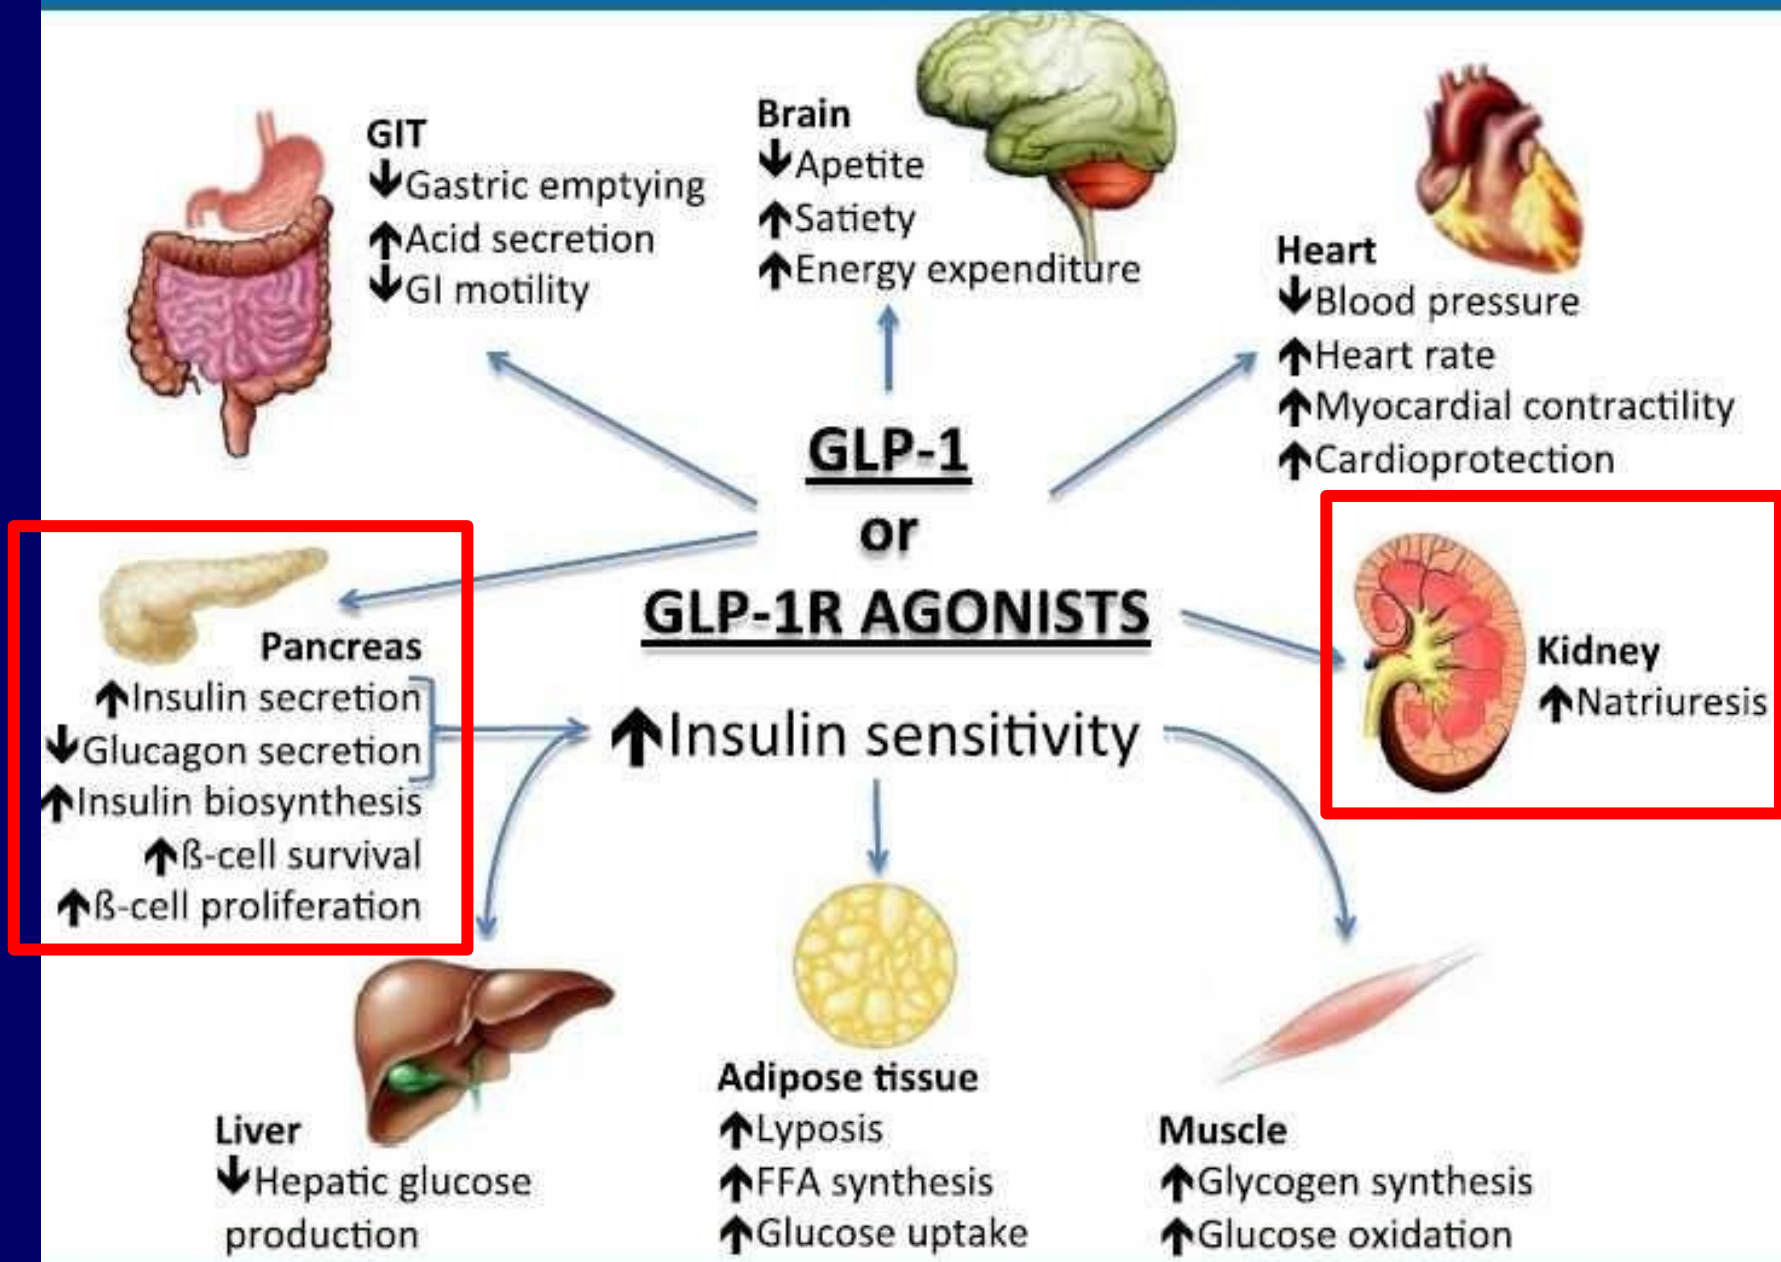 GIT
↓Gastric emptying
↑Acid secretion
↓GI motility
Brain
↓Apetite
↑Satiety
↑Energy expenditure
Heart
↓Blood pressure
↑Heart rate
↑Myocardial contractility
↑Cardioprotection
GLP-1
or
GLP-1R AGONISTS
Pancreas
↑Insulin secretion
↓Glucagon secretion
↑Insulin biosynthesis
↑ß-cell survival
↑ß-cell proliferation
↑Insulin sensitivity
Kidney
↑Natriuresis
Liver
↓Hepatic glucose
production
Adipose tissue
↑Lyposis
↑FFA synthesis
↑Glucose uptake
Muscle
↑Glycogen synthesis
↑Glucose oxidation